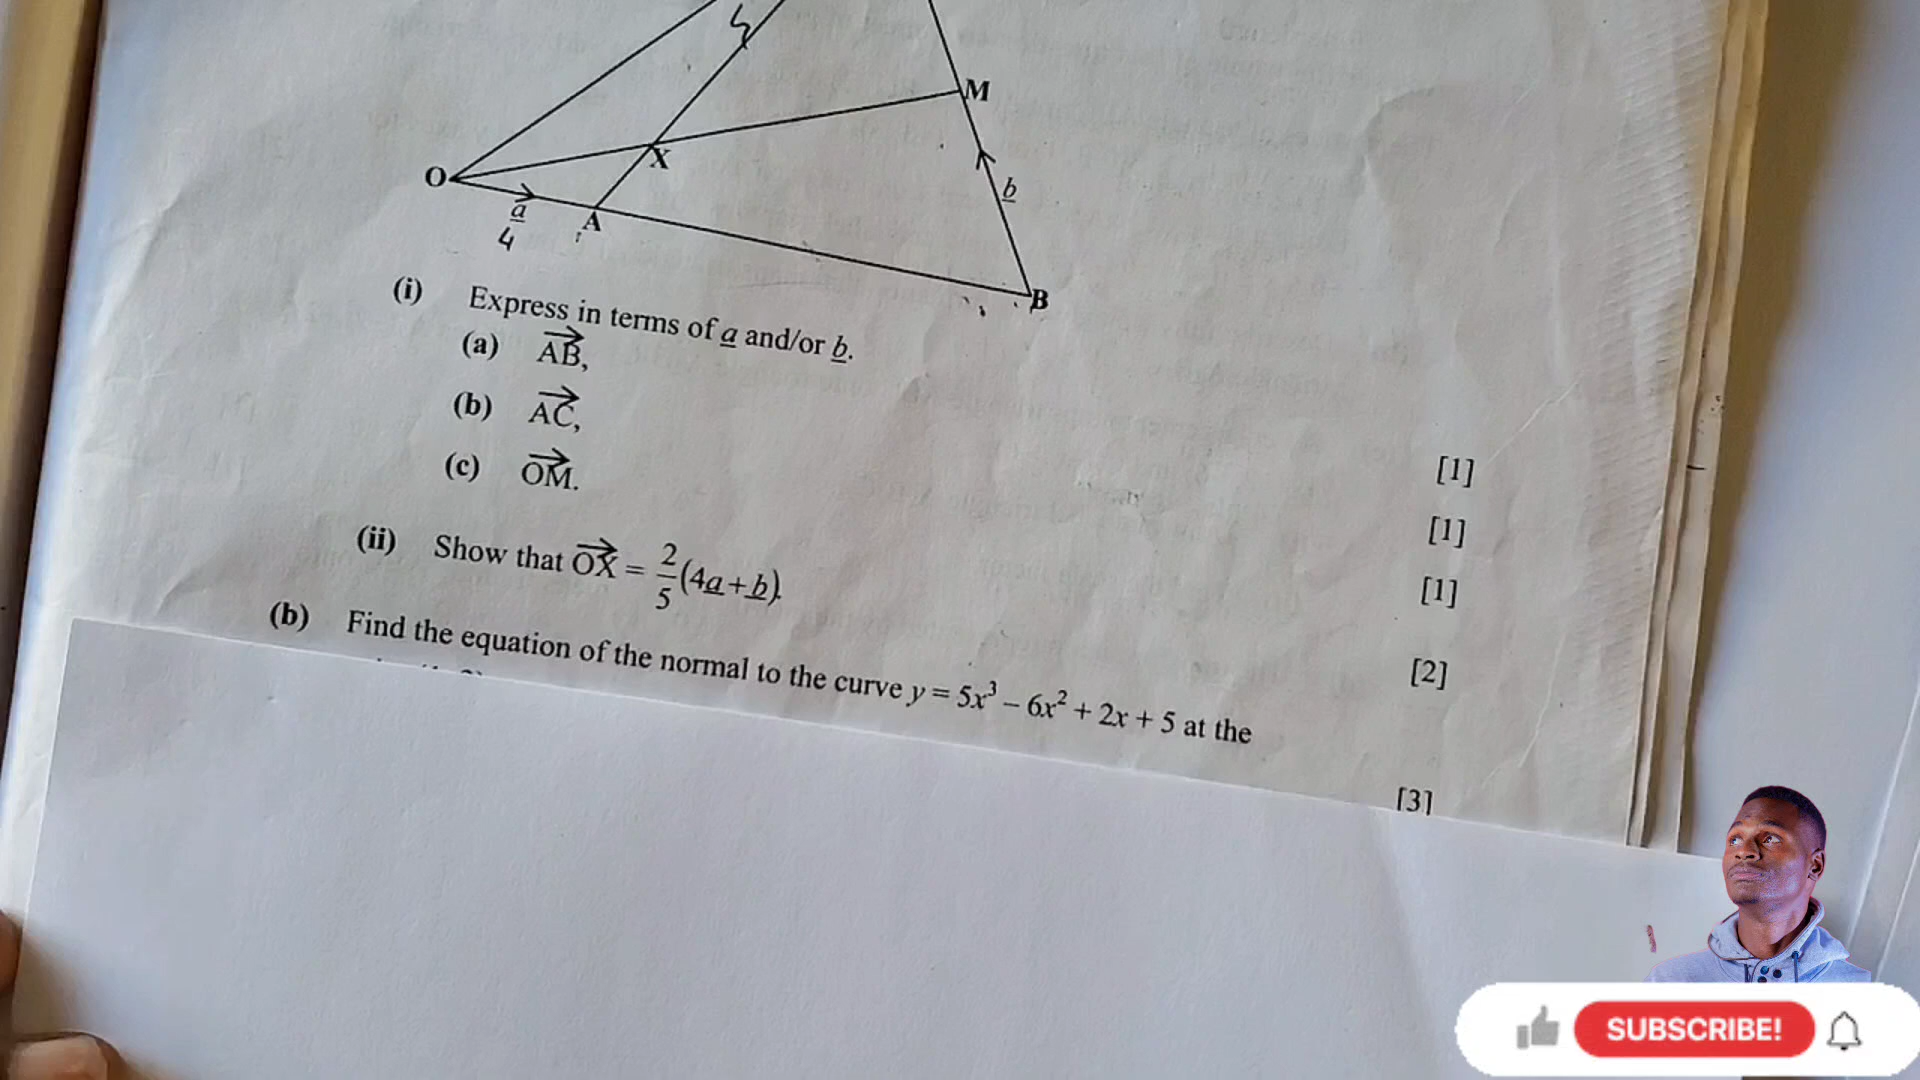 4
M
O
X
a
4
A
b
B
(i) Express in terms of a and/or b.
(a) AB,
[1]
(b) AC,
[1]
(c) OM.
[1]
(ii) Show that OX = 2/5 (4a + b).
[2]
(b) Find the equation of the normal to the curve y = 5x³ – 6x² + 2x + 5 at the
[3]
SUBSCRIBE!